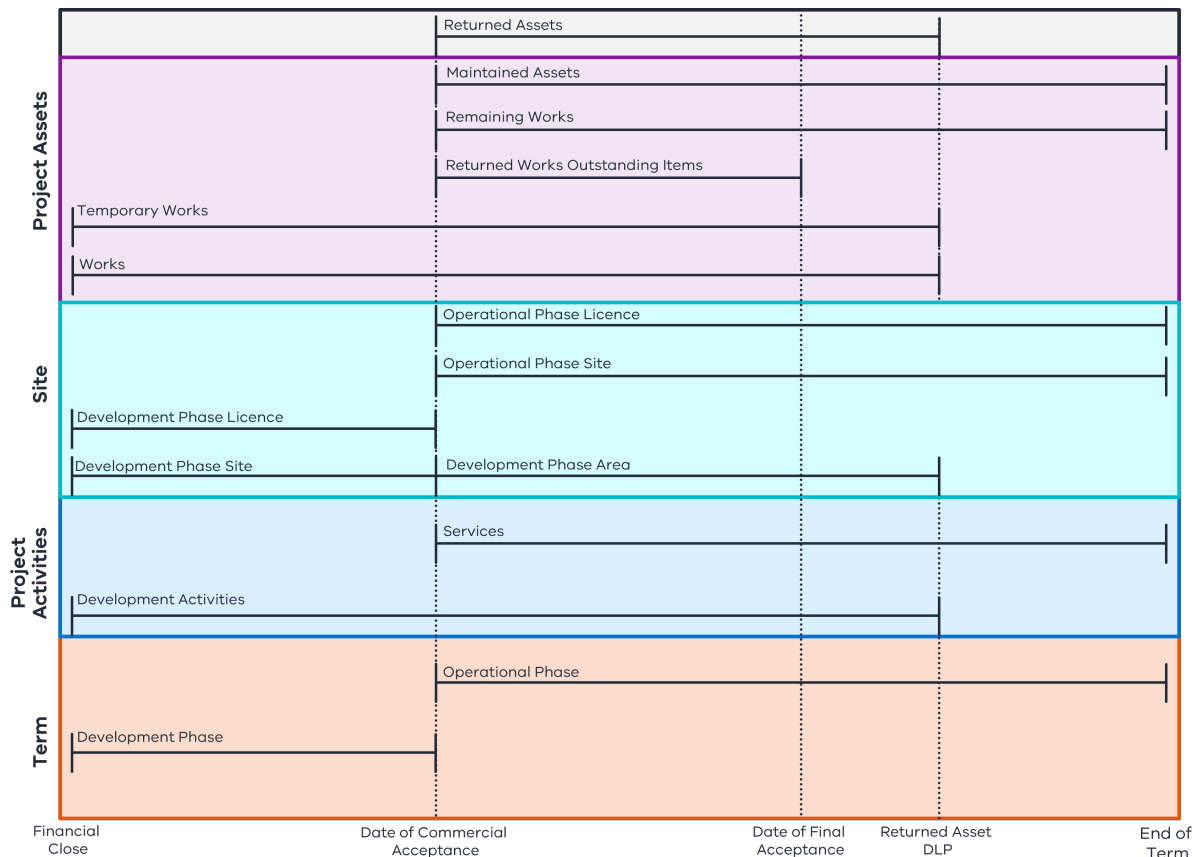 Returned Assets
Project Assets
Maintained Assets
Remaining Works
Returned Works Outstanding Items
Temporary Works
Works
Site
Operational Phase Licence
Operational Phase Site
Development Phase Licence
Development Phase Site
Development Phase Area
Project
Activities
Services
Development Activities
Term
Operational Phase
Development Phase
Financial
Close
Date of Commercial
Acceptance
Date of Final
Acceptance
Returned Asset
DLP
End of
Term